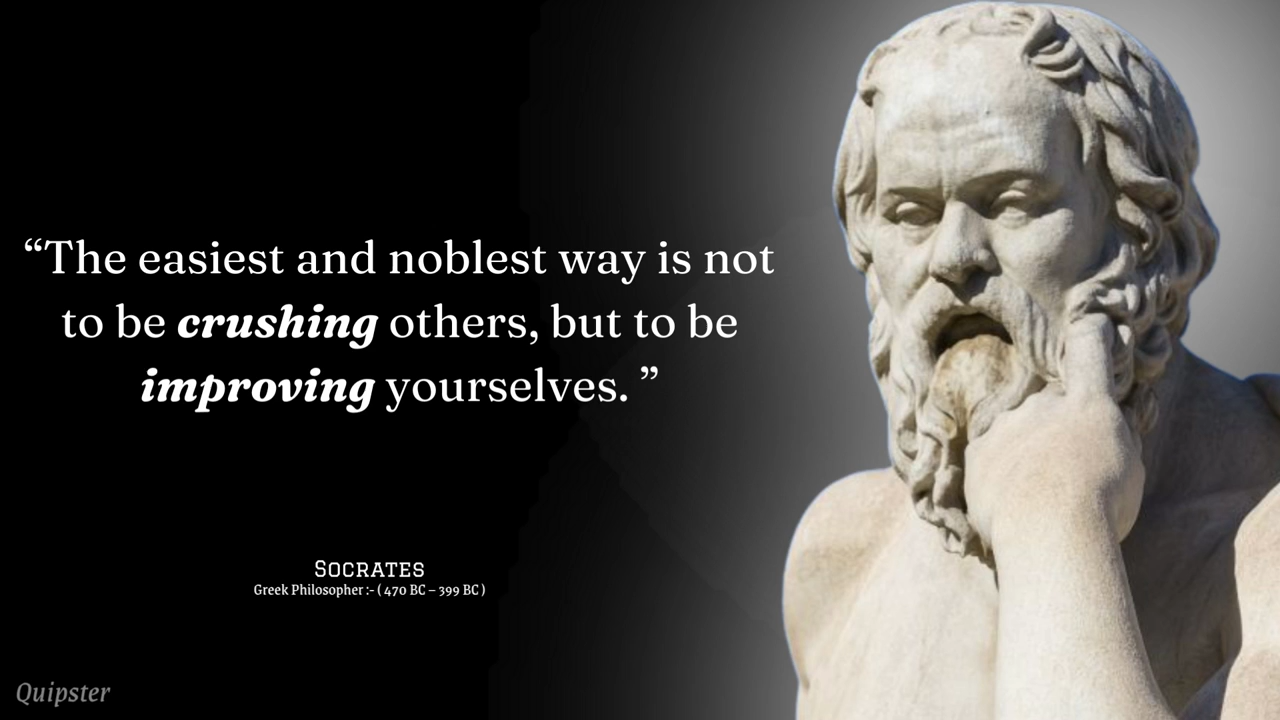 “The easiest and noblest way is not
to be crushing others, but to be
improving yourselves. ”
Socrates
Greek Philosopher :- ( 470 BC – 399 BC )
Quipster